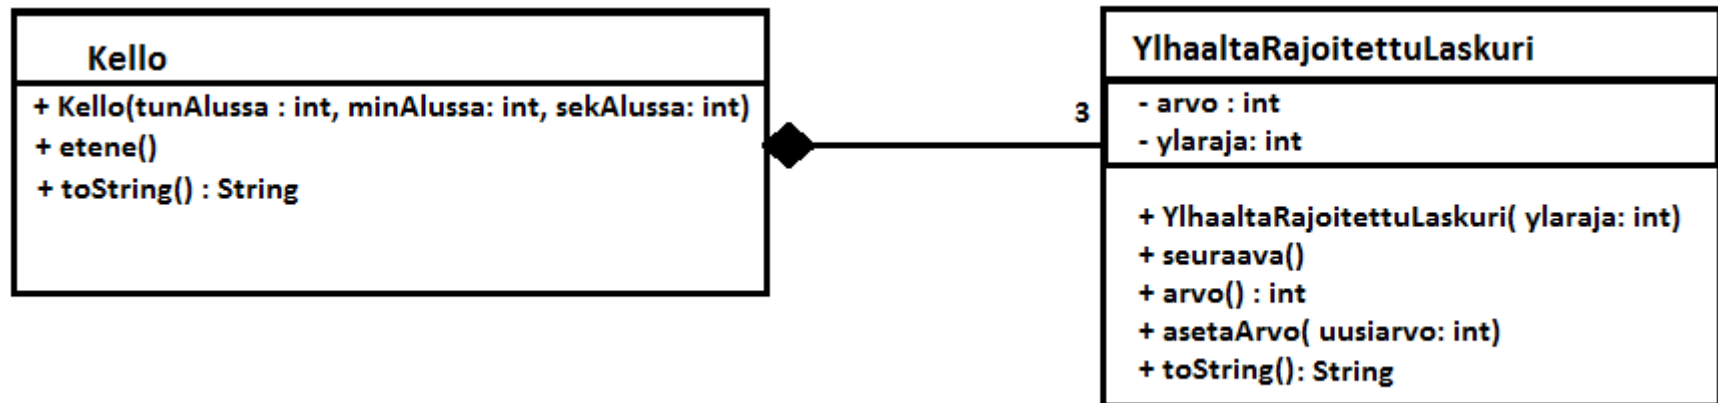 Kello
+ Kello(tunAlussa : int, minAlussa: int, sekAlussa: int)
+ etene()
+ toString() : String
3
YlhaaltaRajoitettuLaskuri
- arvo : int
- ylaraja: int
+ YlhaaltaRajoitettuLaskuri( ylaraja: int)
+ seuraava()
+ arvo() : int
+ asetaArvo( uusiarvo: int)
+ toString(): String